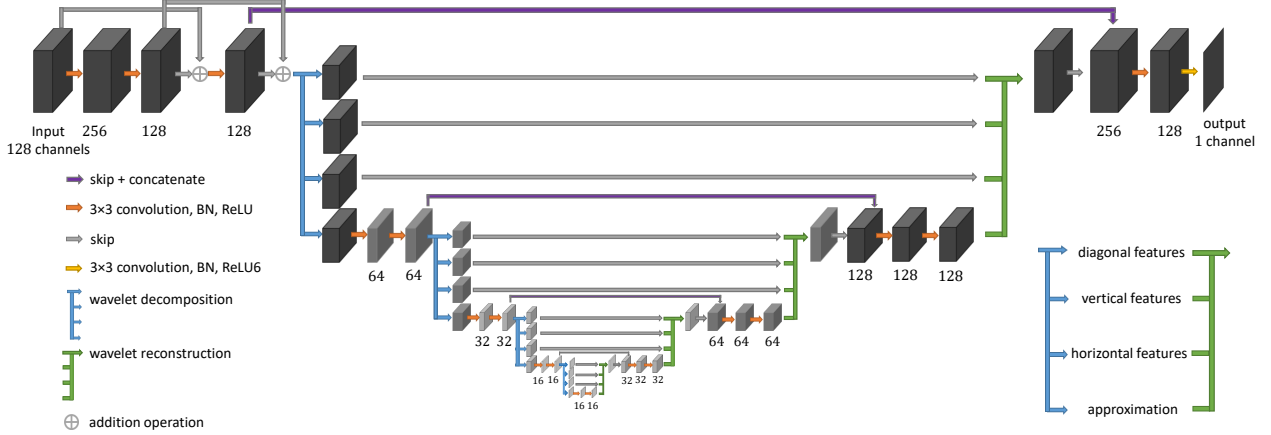 Input
128 channels
256
128
128
256
128
output
1 channel
skip + concatenate
3×3 convolution, BN, ReLU
skip
3×3 convolution, BN, ReLU6
wavelet decomposition
wavelet reconstruction
addition operation
64
64
128
128
128
32
32
64
64
64
16
16
32
32
32
16
16
diagonal features
vertical features
horizontal features
approximation